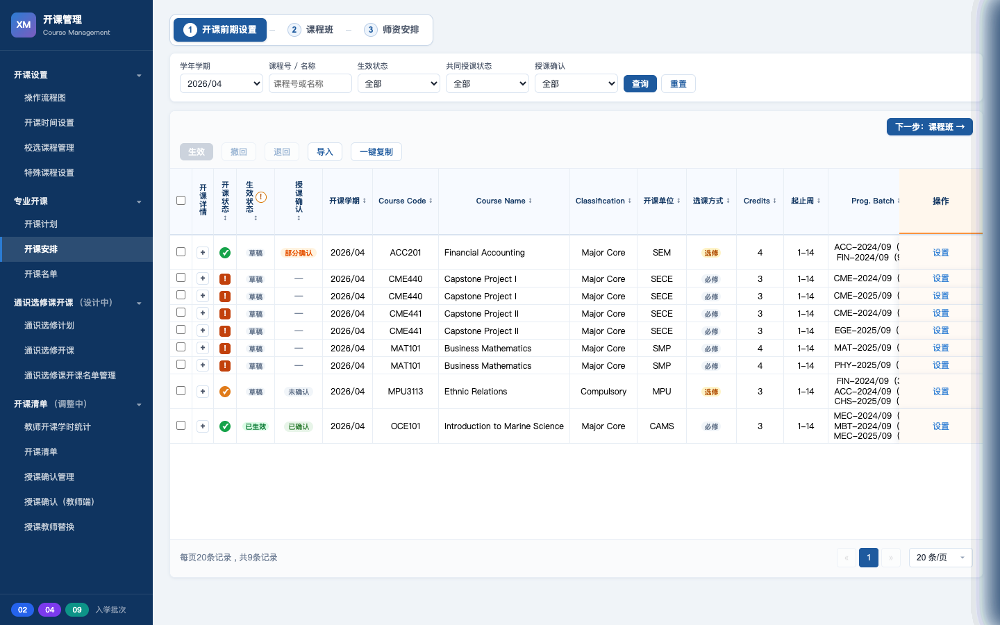 XM
开课管理
Course Management
开课设置
操作流程图
开课时间设置
校选课程管理
特殊课程设置
专业开课
开课计划
开课安排
开课名单
通识选修课开课 (设计中)
通识选修计划
通识选修开课
通识选修课开课名单管理
开课清单 (调整中)
教师开课学时统计
开课清单
授课确认管理
授课确认 (教师端)
授课教师替换
02 04 09 入学批次
1 开课前期设置 — 2 课程班 — 3 师资安排
学年学期 课程号 / 名称 生效状态 共同授课状态 授课确认
2026/04 课程号或名称 全部 全部 全部 查询 重置
下一步：课程班 →
生效 撤回 退回 导入 一键复制
开课详情 开课状态 ↕ 生效状态 ! ↕ 授课确认 ↕ 开课学期 ↕ Course Code ↕ Course Name ↕ Classification ↕ 开课单位 ↕ 选课方式 ↕ Credits ↕ 起止周 ↕ Prog. Batch ↕ 操作
+ ✓ 草稿 部分确认 2026/04 ACC201 Financial Accounting Major Core SEM 选修 4 1–14 ACC–2024/09 ( 设置
FIN–2024/09 (9
+ ! 草稿 — 2026/04 CME440 Capstone Project I Major Core SECE 必修 3 1–14 CME–2024/09 ( 设置
+ ! 草稿 — 2026/04 CME440 Capstone Project I Major Core SECE 必修 3 1–14 CME–2025/09 ( 设置
+ ! 草稿 — 2026/04 CME441 Capstone Project II Major Core SECE 必修 3 1–14 CME–2024/09 ( 设置
+ ! 草稿 — 2026/04 CME441 Capstone Project II Major Core SECE 必修 3 1–14 EGE–2025/09 ( 设置
+ ! 草稿 — 2026/04 MAT101 Business Mathematics Major Core SMP 必修 4 1–14 MAT–2025/09 ( 设置
+ ! 草稿 — 2026/04 MAT101 Business Mathematics Major Core SMP 必修 4 1–14 PHY–2025/09 ( 设置
FIN–2024/09 (3
+ ✓ 草稿 未确认 2026/04 MPU3113 Ethnic Relations Compulsory MPU 选修 3 1–14 ACC–2024/09 ( 设置
CHS–2025/09 (
MEC–2024/09 (
+ ✓ 已生效 已确认 2026/04 OCE101 Introduction to Marine Science Major Core CAMS 必修 3 1–14 MBT–2024/09 ( 设置
MEC–2025/09 (
每页20条记录，共9条记录
« 1 » 20 条/页